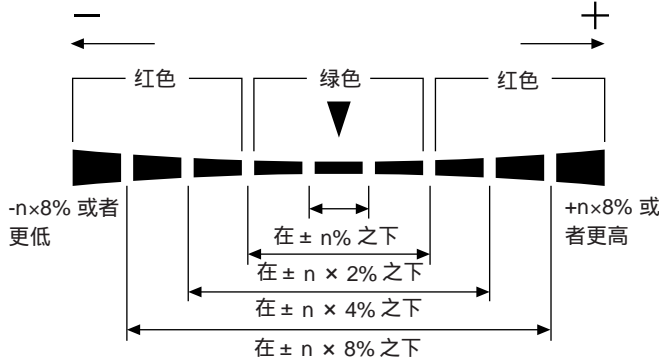 − +
红色 绿色 红色
-n×8% 或者
更低
+n×8% 或
者更高
在 ± n% 之下
在 ± n × 2% 之下
在 ± n × 4% 之下
在 ± n × 8% 之下